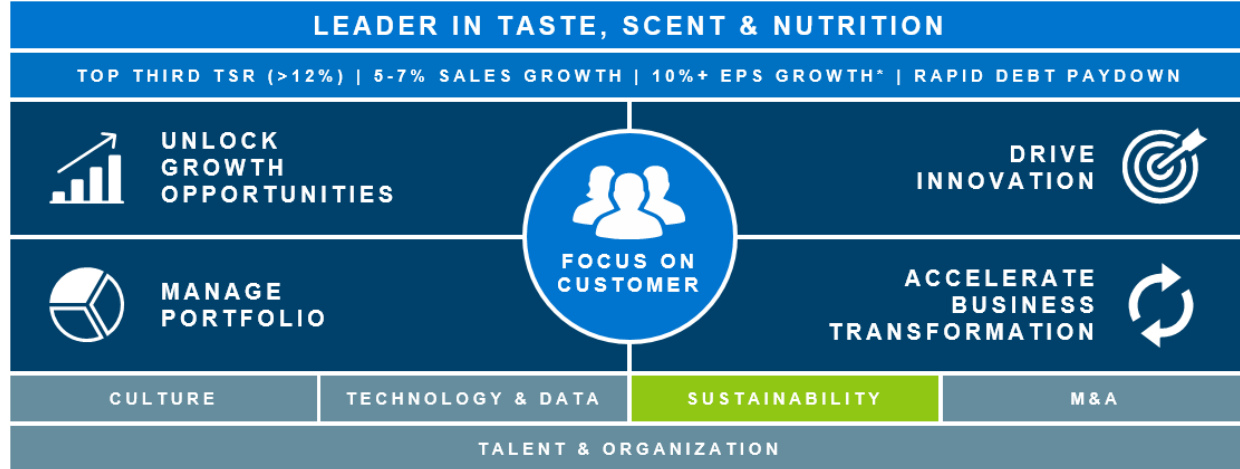 LEADER IN TASTE, SCENT & NUTRITION
TOP THIRD TSR (>12%) | 5-7% SALES GROWTH | 10%+ EPS GROWTH* | RAPID DEBT PAYDOWN
UNLOCK
GROWTH
OPPORTUNITIES
DRIVE
INNOVATION
FOCUS ON
CUSTOMER
MANAGE
PORTFOLIO
ACCELERATE
BUSINESS
TRANSFORMATION
CULTURE
TECHNOLOGY & DATA
SUSTAINABILITY
M&A
TALENT & ORGANIZATION